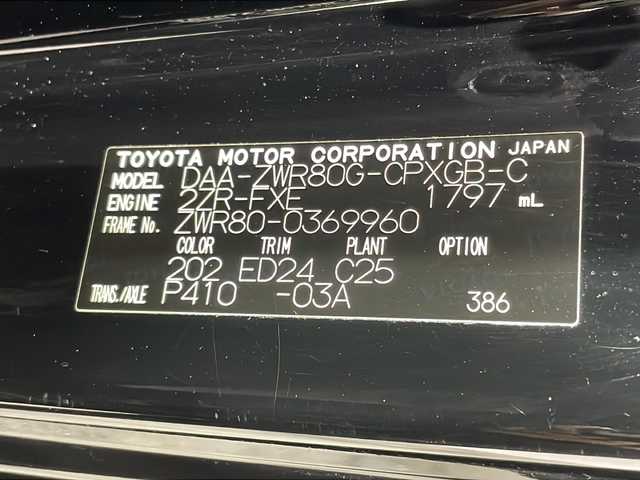 TOYOTA MOTOR CORPORATION JAPAN
MODEL DAA-ZWR80G-CPXGB-C
ENGINE 2ZR-FXE 1797 mL
FRAME No. ZWR80-0369960
COLOR TRIM PLANT OPTION
202 ED24 C25
TRANS./AXLE P410 -03A 386